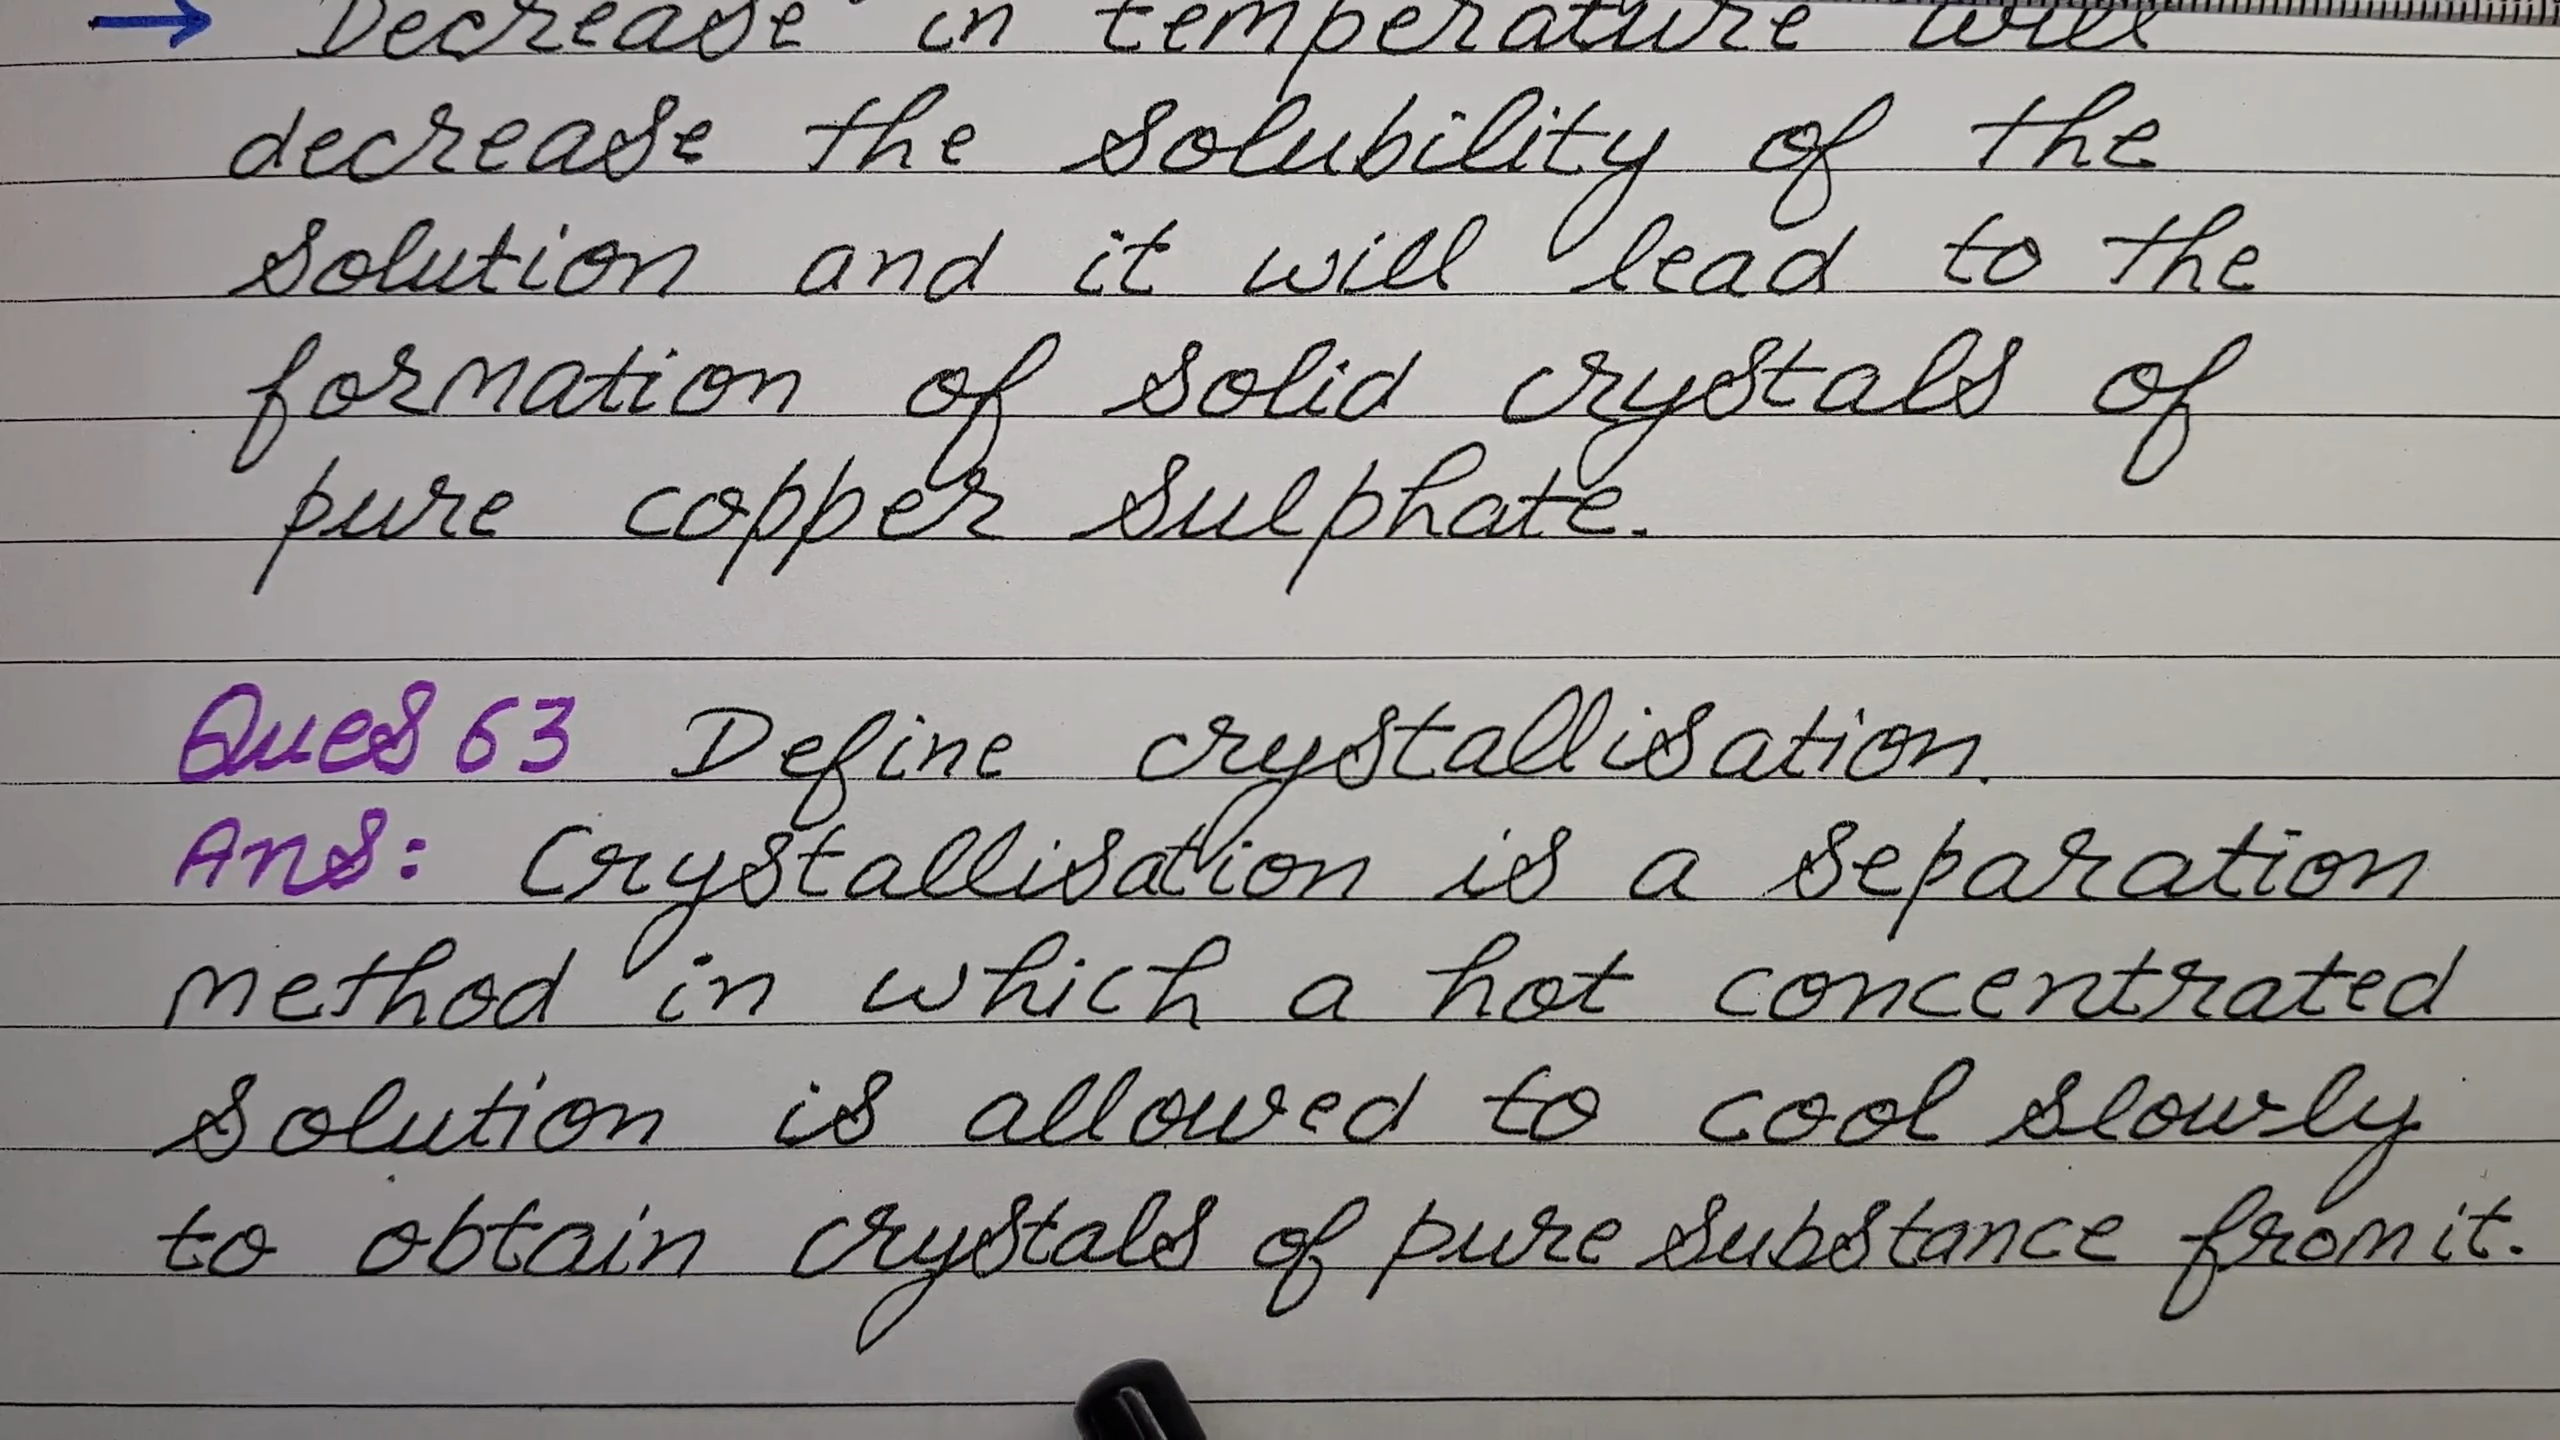 → Decrease in temperature will
decrease the solubility of the
solution and it will lead to the
formation of solid crystals of
pure copper sulphate.
Ques 63 Define crystallisation.
Ans: Crystallisation is a separation
method in which a hot concentrated
solution is allowed to cool slowly
to obtain crystals of pure substance from it.